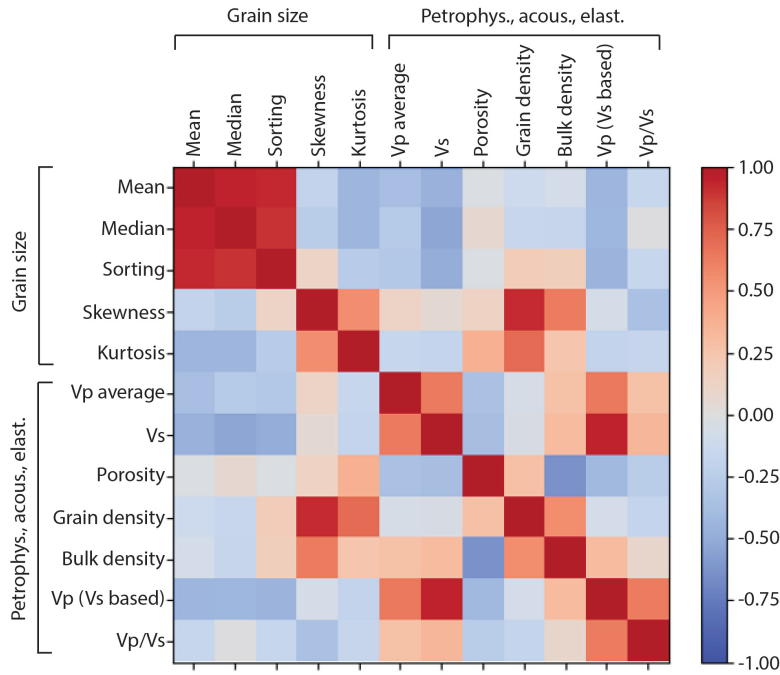 Grain size
Petrophys., acous., elast.
Mean
Median
Sorting
Skewness
Kurtosis
Vp average
Vs
Porosity
Grain density
Bulk density
Vp (Vs based)
Vp/Vs
Grain size
Petrophys., acous., elast.
Mean
Median
Sorting
Skewness
Kurtosis
Vp average
Vs
Porosity
Grain density
Bulk density
Vp (Vs based)
Vp/Vs
1.00
0.75
0.50
0.25
0.00
-0.25
-0.50
-0.75
-1.00